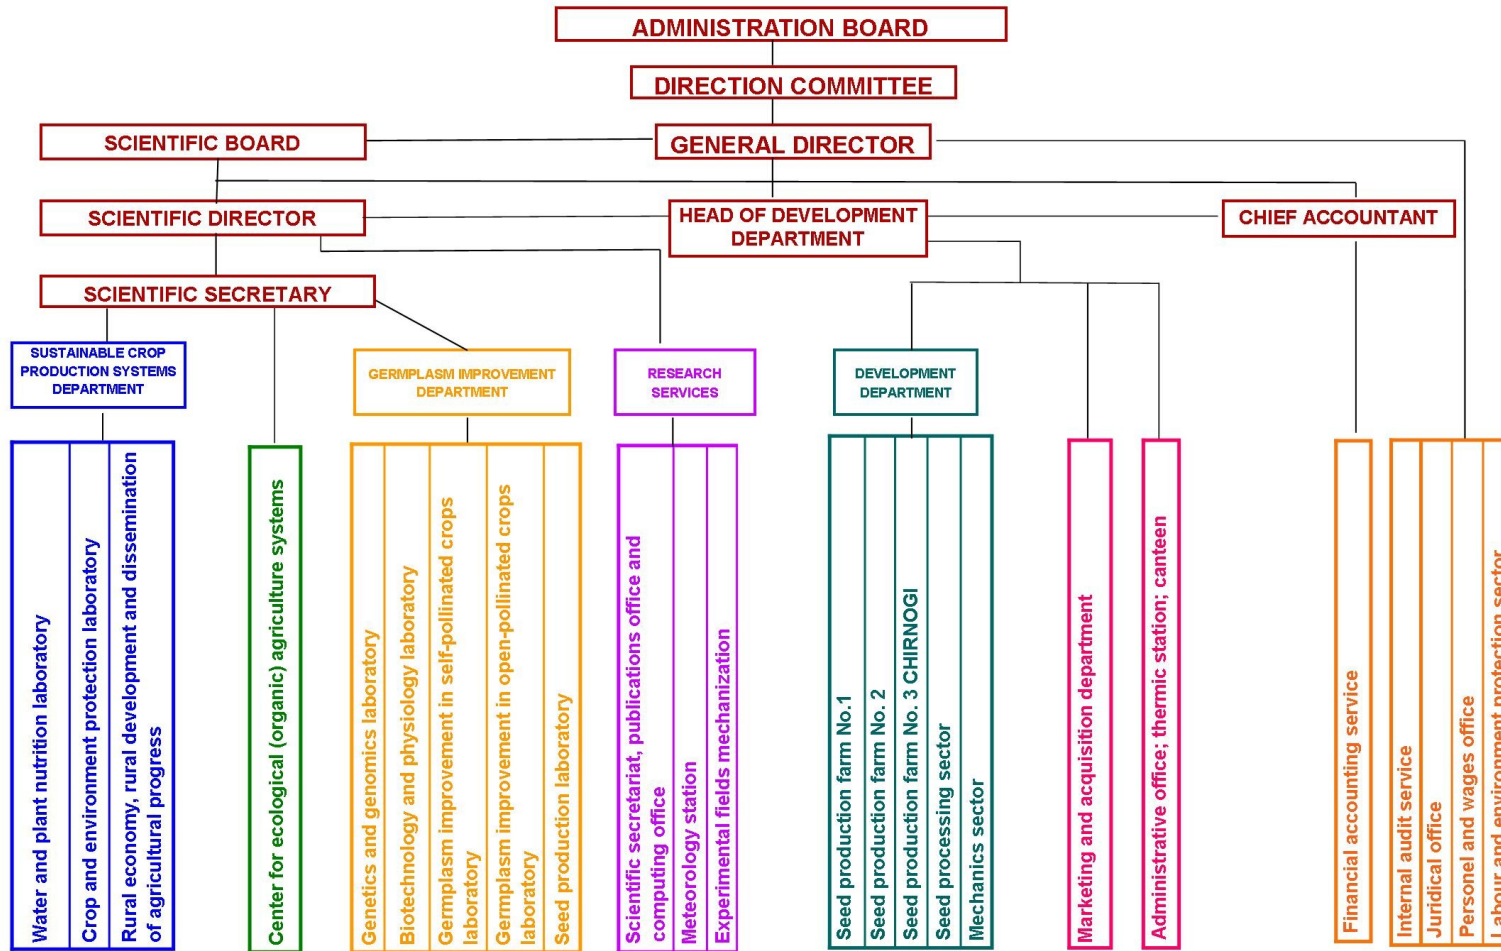 ADMINISTRATION BOARD
DIRECTION COMMITTEE
SCIENTIFIC BOARD
GENERAL DIRECTOR
SCIENTIFIC DIRECTOR
HEAD OF DEVELOPMENT
DEPARTMENT
CHIEF ACCOUNTANT
SCIENTIFIC SECRETARY
SUSTAINABLE CROP
PRODUCTION SYSTEMS
DEPARTMENT
GERMPLASM IMPROVEMENT
DEPARTMENT
RESEARCH
SERVICES
DEVELOPMENT
DEPARTMENT
Water and plant nutrition laboratory
Crop and environment protection laboratory
Rural economy, rural development and dissemination
of agricultural progress
Center for ecological (organic) agriculture systems
Genetics and genomics laboratory
Biotechnology and physiology laboratory
Germplasm improvement in self-pollinated crops
laboratory
Germplasm improvement in open-pollinated crops
laboratory
Seed production laboratory
Scientific secretariat, publications office and
computing office
Meteorology station
Experimental fields mechanization
Seed production farm No.1
Seed production farm No. 2
Seed production farm No. 3 CHIRNOGI
Seed processing sector
Mechanics sector
Marketing and acquisition department
Administrative office; thermic station; canteen
Financial accounting service
Internal audit service
Juridical office
Personel and wages office
Labour and environment protection sector